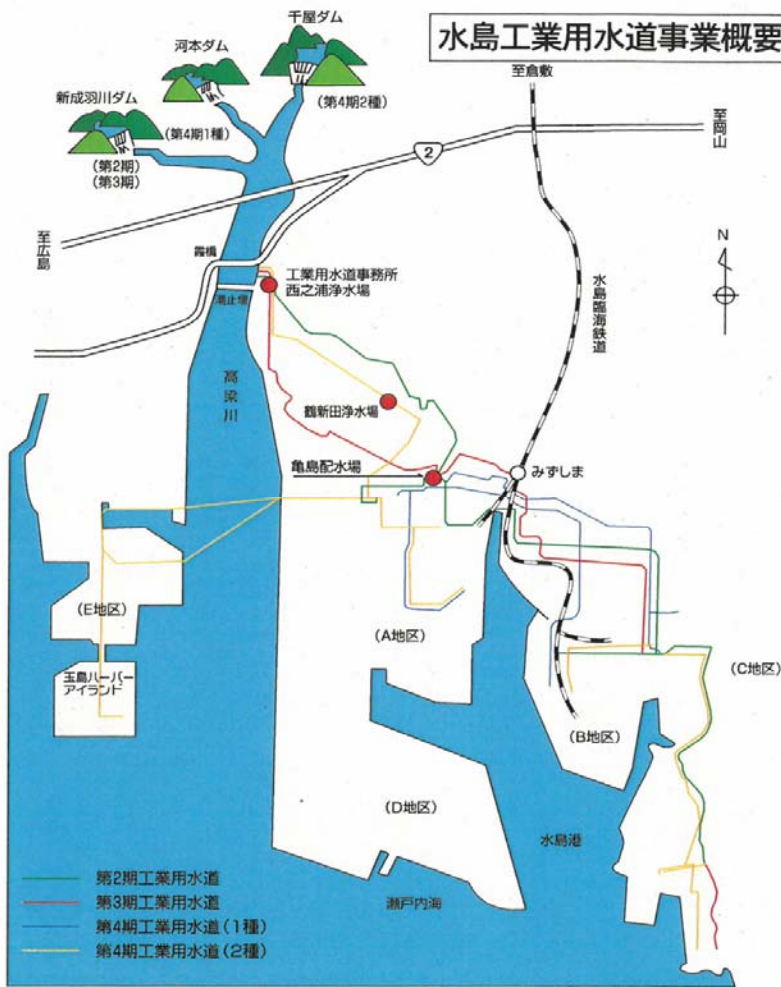 水島工業用水道事業概要
千屋ダム
河本ダム
新成羽川ダム
(第4期2種)
(第4期1種)
(第2期)
(第3期)
至倉敷
至岡山
2
至広島
霞橋
N
工業用水道事務所
西之浦浄水場
潮止堰
水島臨海鉄道
高梁川
鶴新田浄水場
亀島配水場
みずしま
(E地区)
(A地区)
(C地区)
玉島ハーバー
アイランド
(B地区)
(D地区)
水島港
瀬戸内海
第2期工業用水道
第3期工業用水道
第4期工業用水道(1種)
第4期工業用水道(2種)